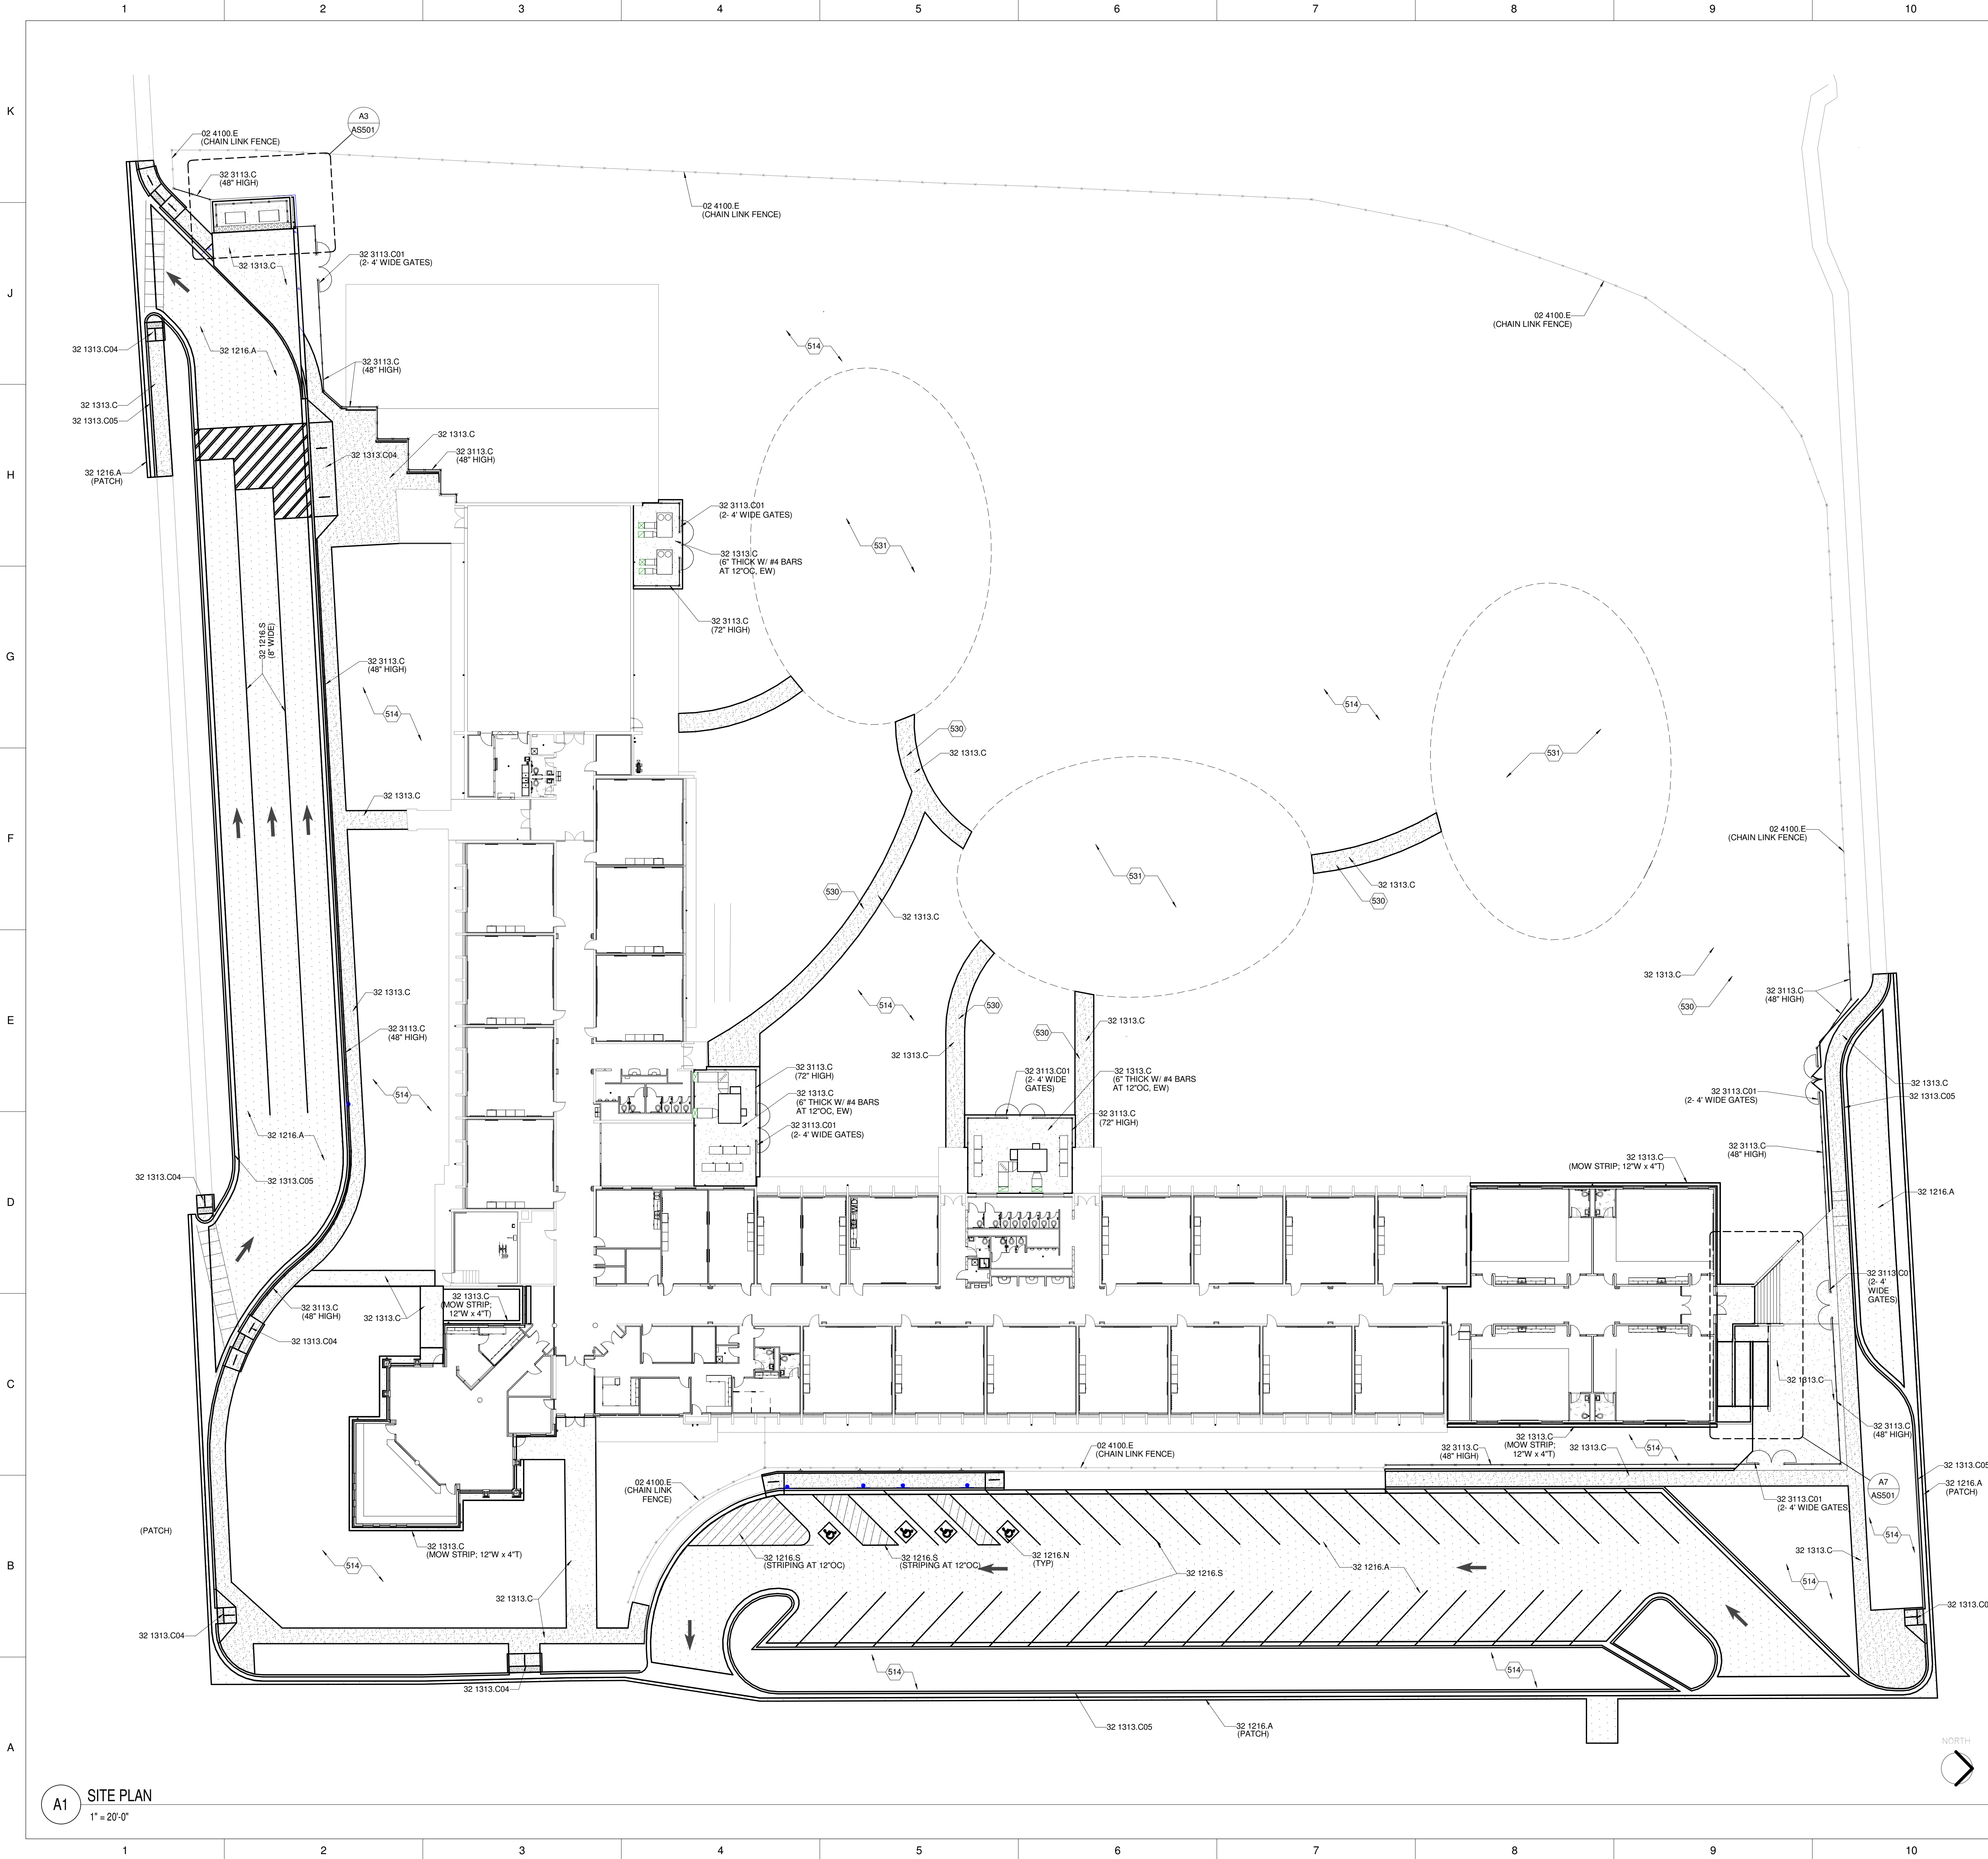 1 2 3 4 5 6 7 8 9 10
K
A3
AS501
02 4100.E
(CHAIN LINK FENCE)
32 3113.C
(48" HIGH)
02 4100.E
(CHAIN LINK FENCE)
32 3113.C01
(2- 4' WIDE GATES)
32 1313.C
J
02 4100.E
(CHAIN LINK FENCE)
514
32 1313.C04
32 1216.A
32 3113.C
(48" HIGH)
32 1313.C
32 1313.C05
32 1313.C
32 3113.C
(48" HIGH)
32 1313.C04
H
32 1216.A
(PATCH)
32 3113.C01
(2- 4' WIDE GATES)
531
32 1313.C
(6" THICK W/ #4 BARS
AT 12"OC, EW)
32 3113.C
(72" HIGH)
32 1216.S
(8" WIDE)
G
32 3113.C
(48" HIGH)
514
514
530
32 1313.C
531
32 1313.C
F
02 4100.E
(CHAIN LINK FENCE)
531
32 1313.C
530
530
32 1313.C
32 1313.C
530
32 1313.C
32 3113.C
(48" HIGH)
514
530
E
32 1313.C
530
32 3113.C
(48" HIGH)
32 1313.C
32 3113.C
(72" HIGH)
32 3113.C01
(2- 4' WIDE
GATES)
32 1313.C
(6" THICK W/ #4 BARS
AT 12"OC, EW)
32 1313.C
32 1313.C05
32 3113.C01
(2- 4' WIDE GATES)
514
32 1313.C
(6" THICK W/ #4 BARS
AT 12"OC, EW)
32 3113.C
(72" HIGH)
32 3113.C01
(2- 4' WIDE GATES)
32 1216.A
32 3113.C
(48" HIGH)
32 1313.C
(MOW STRIP; 12"W x 4"T)
32 1313.C04
32 1313.C05
32 1216.A
D
32 3113.C01
(2- 4'
WIDE
GATES)
32 3113.C
(48" HIGH)
32 1313.C
32 1313.C
(MOW STRIP;
12"W x 4"T)
32 1313.C04
C
32 1313.C
32 3113.C
(48" HIGH)
32 1313.C
(MOW STRIP;
12"W x 4"T)
32 3113.C
(48" HIGH)
32 1313.C
514
02 4100.E
(CHAIN LINK FENCE)
02 4100.E
(CHAIN LINK
FENCE)
32 1313.C05
32 1216.A
(PATCH)
A7
AS501
32 3113.C01
(2- 4' WIDE GATES
(PATCH)
514
32 1313.C
(MOW STRIP; 12"W x 4"T)
32 1216.S
(STRIPING AT 12"OC)
32 1216.S
(STRIPING AT 12"OC)
32 1216.N
(TYP)
32 1216.S
32 1216.A
32 1313.C
B
514
514
32 1313.C
32 1313.C0
32 1313.C04
514
514
32 1313.C04
32 1313.C05
32 1216.A
(PATCH)
A
NORTH
A1
SITE PLAN
1" = 20'-0"
1 2 3 4 5 6 7 8 9 10